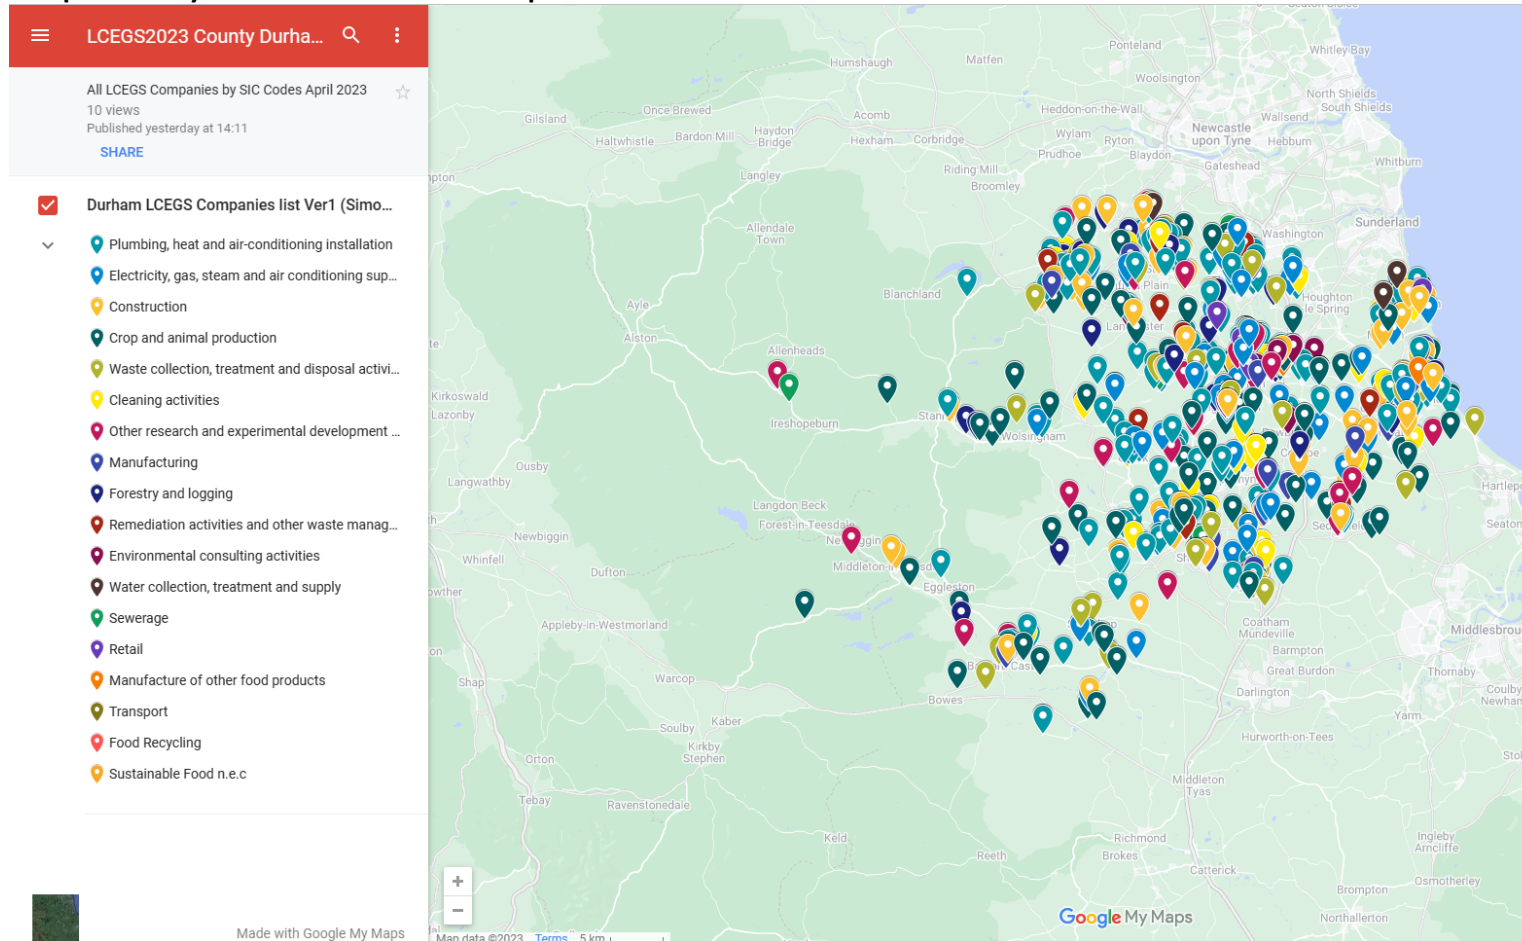 LCEGS2023 County Durha...
All LCEGS Companies by SIC Codes April 2023
10 views
Published yesterday at 14:11
SHARE
Durham LCEGS Companies list Ver1 (Simo...
Plumbing, heat and air-conditioning installation
Electricity, gas, steam and air conditioning sup...
Construction
Crop and animal production
Waste collection, treatment and disposal activi...
Cleaning activities
Other research and experimental development ...
Manufacturing
Forestry and logging
Remediation activities and other waste manag...
Environmental consulting activities
Water collection, treatment and supply
Sewerage
Retail
Manufacture of other food products
Transport
Food Recycling
Sustainable Food n.e.c
Made with Google My Maps
Ponteland
Whitley Bay
Humshaugh
Matfen
Woolsington
North Shields
South Shields
Once Brewed
Heddon-on-the-Wall
Gilsland
Acomb
Wallsend
Haltwhistle
Bardon Mill
Haydon
Bridge
Hexham
Corbridge
Wylam
Ryton
Newcastle
upon Tyne
Hebburn
Prudhoe
Blaydon
Gateshead
Whitburn
Langley
Riding Mill
Broomley
Allendale
Town
Washington
Sunderland
Blanchland
Houghton
le Spring
Ayle
Alston
Allenheads
Kirkoswald
Lazonby
Ireshopeburn
Wolsingham
Ousby
Langwathby
Langdon Beck
Forest-in-Teesdale
Newbiggin
Whinfell
Dufton
Eggleston
Appleby-in-Westmorland
Coatham
Mundeville
Barmpton
Great Burdon
Darlington
Thornaby
Shap
Warcop
Bowes
Yarm
Kaber
Soulby
Kirkby
Stephen
Hurworth-on-Tees
Orton
Middleton
Tyas
Tebay
Ravenstonedale
Keld
Reeth
Richmond
Brokes
Ingleby
Arncliffe
Catterick
Osmotherley
Brompton
Northallerton
Google My Maps
Map data ©2023 Terms 5 km